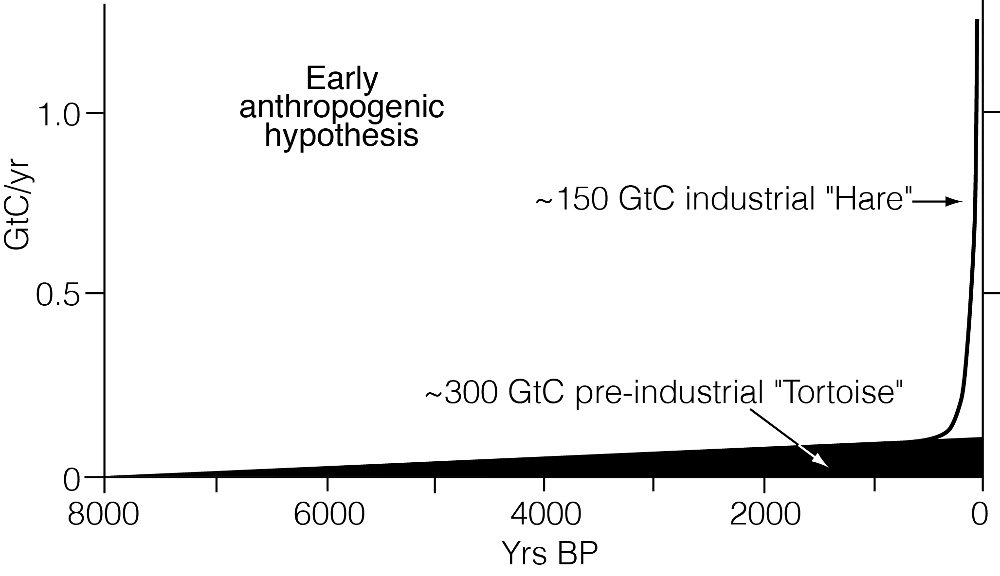 Early
anthropogenic
hypothesis
1.0
0.5
0
GtC/yr
~150 GtC industrial "Hare"
~300 GtC pre-industrial "Tortoise"
8000 6000 4000 2000 0
Yrs BP